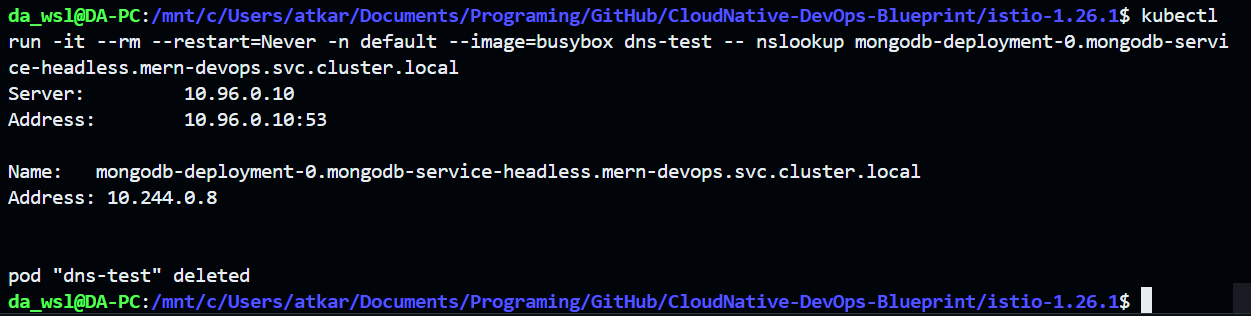 da_wsl@DA-PC:/mnt/c/Users/atkar/Documents/Programing/GitHub/CloudNative-DevOps-Blueprint/istio-1.26.1$ kubectl
run -it --rm --restart=Never -n default --image=busybox dns-test -- nslookup mongodb-deployment-0.mongodb-servi
ce-headless.mern-devops.svc.cluster.local
Server:         10.96.0.10
Address:        10.96.0.10:53
Name:   mongodb-deployment-0.mongodb-service-headless.mern-devops.svc.cluster.local
Address: 10.244.0.8
pod "dns-test" deleted
da_wsl@DA-PC:/mnt/c/Users/atkar/Documents/Programing/GitHub/CloudNative-DevOps-Blueprint/istio-1.26.1$